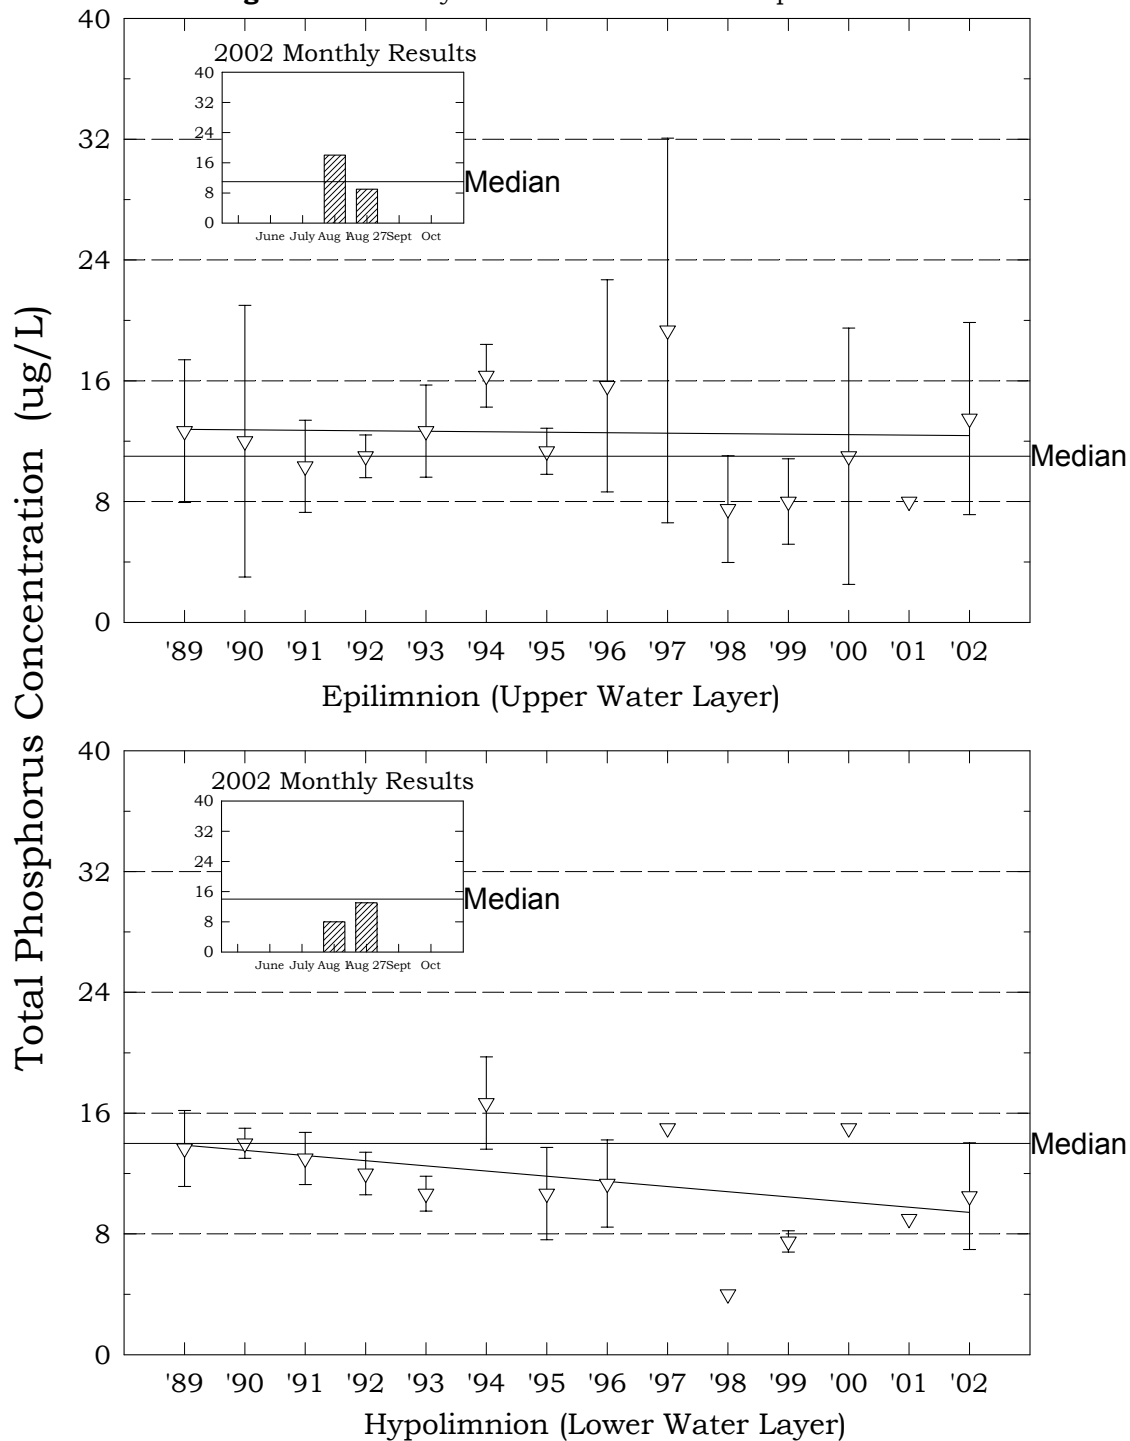 40
2002 Monthly Results
40
32
24
16
8
0
Median
June July Aug 1 Aug 27 Sept Oct
32
24
16
8
0
Median
'89 '90 '91 '92 '93 '94 '95 '96 '97 '98 '99 '00 '01 '02
Epilimnion (Upper Water Layer)
Total Phosphorus Concentration (ug/L)
40
2002 Monthly Results
40
32
24
16
8
0
Median
June July Aug 1 Aug 27 Sept Oct
32
24
16
8
0
Median
'89 '90 '91 '92 '93 '94 '95 '96 '97 '98 '99 '00 '01 '02
Hypolimnion (Lower Water Layer)